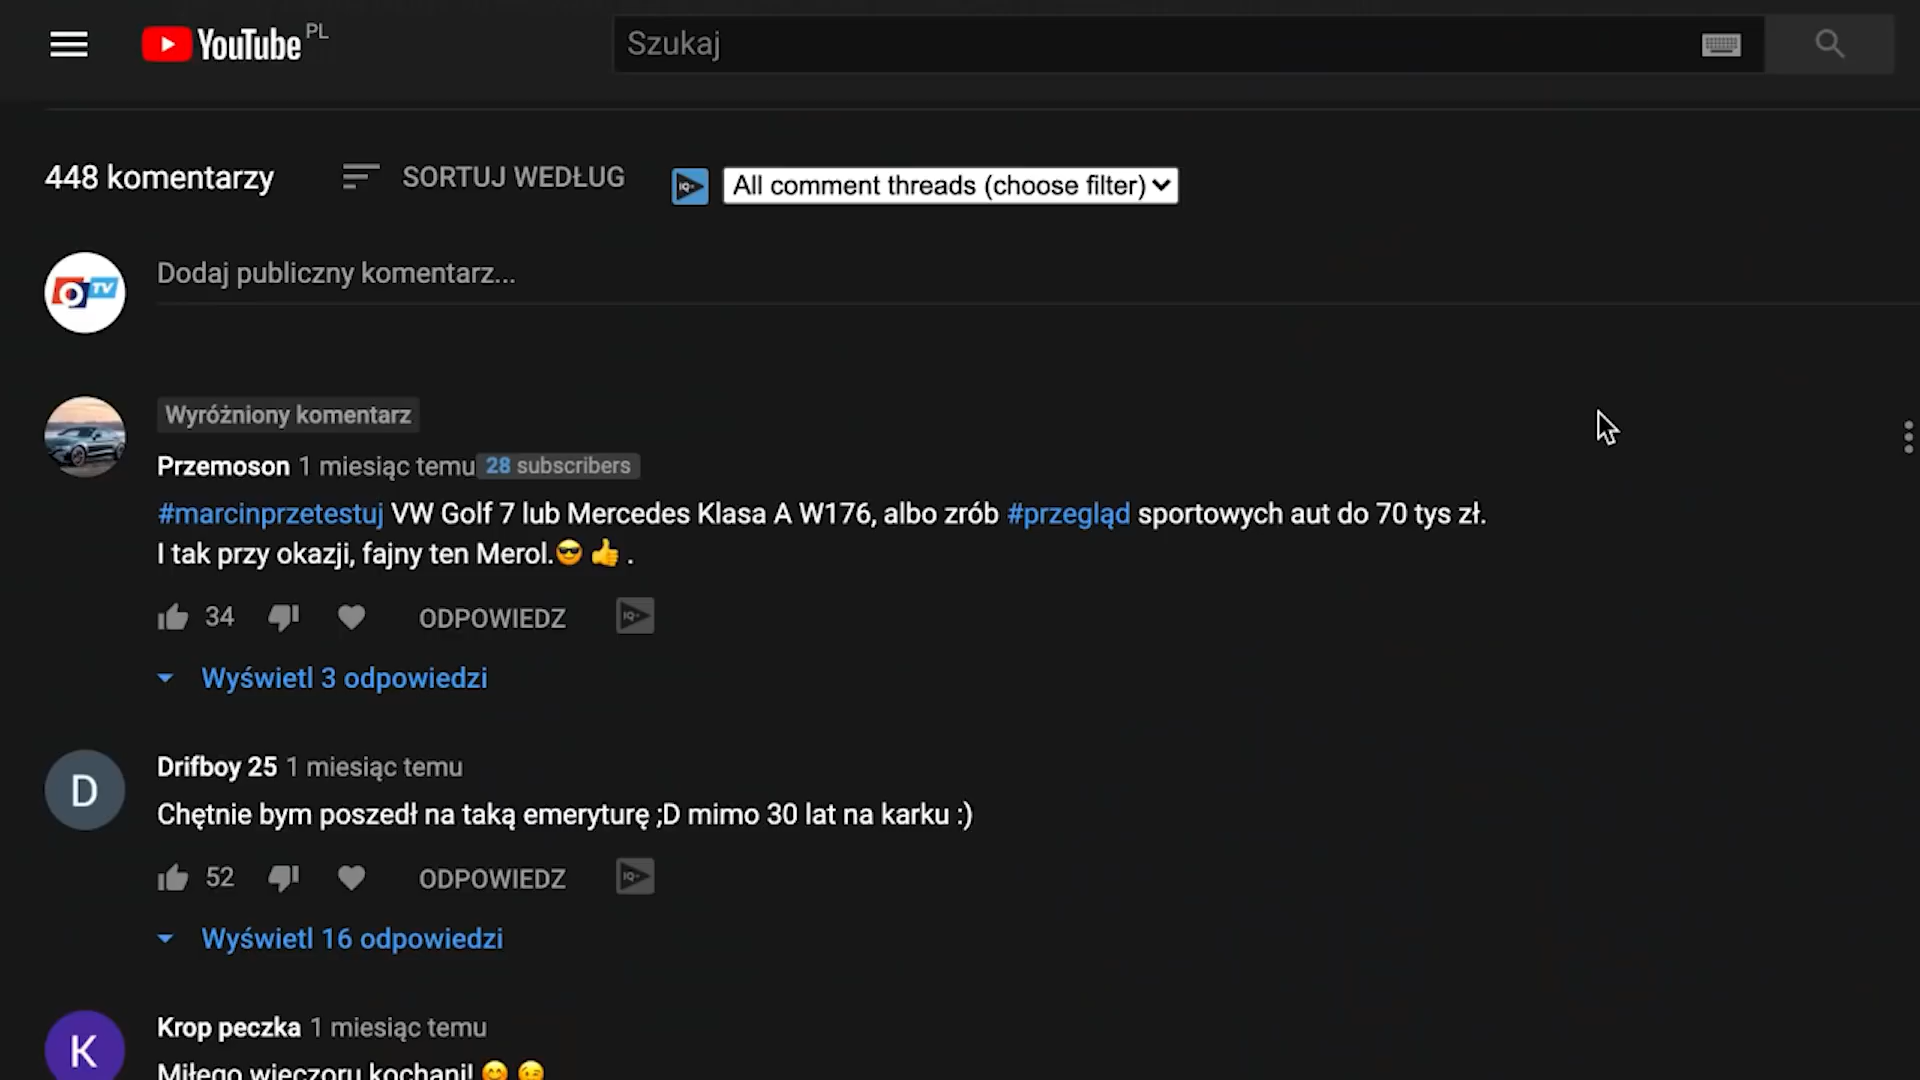 YouTube PL
Szukaj
448 komentarzy
SORTUJ WEDŁUG
All comment threads (choose filter)
TV
Dodaj publiczny komentarz...
Wyróżniony komentarz
Przemoson 1 miesiąc temu 28 subscribers
#marcinprzetestuj VW Golf 7 lub Mercedes Klasa A W176, albo zrób #przegląd sportowych aut do 70 tys zł.
I tak przy okazji, fajny ten Merol.😎 👍 .
34 ODPOWIEDZ
Wyświetl 3 odpowiedzi
D
Drifboy 25 1 miesiąc temu
Chętnie bym poszedł na taką emeryturę ;D mimo 30 lat na karku :)
52 ODPOWIEDZ
Wyświetl 16 odpowiedzi
K
Krop peczka 1 miesiąc temu
Miłego wieczoru kochani! 😊 😉